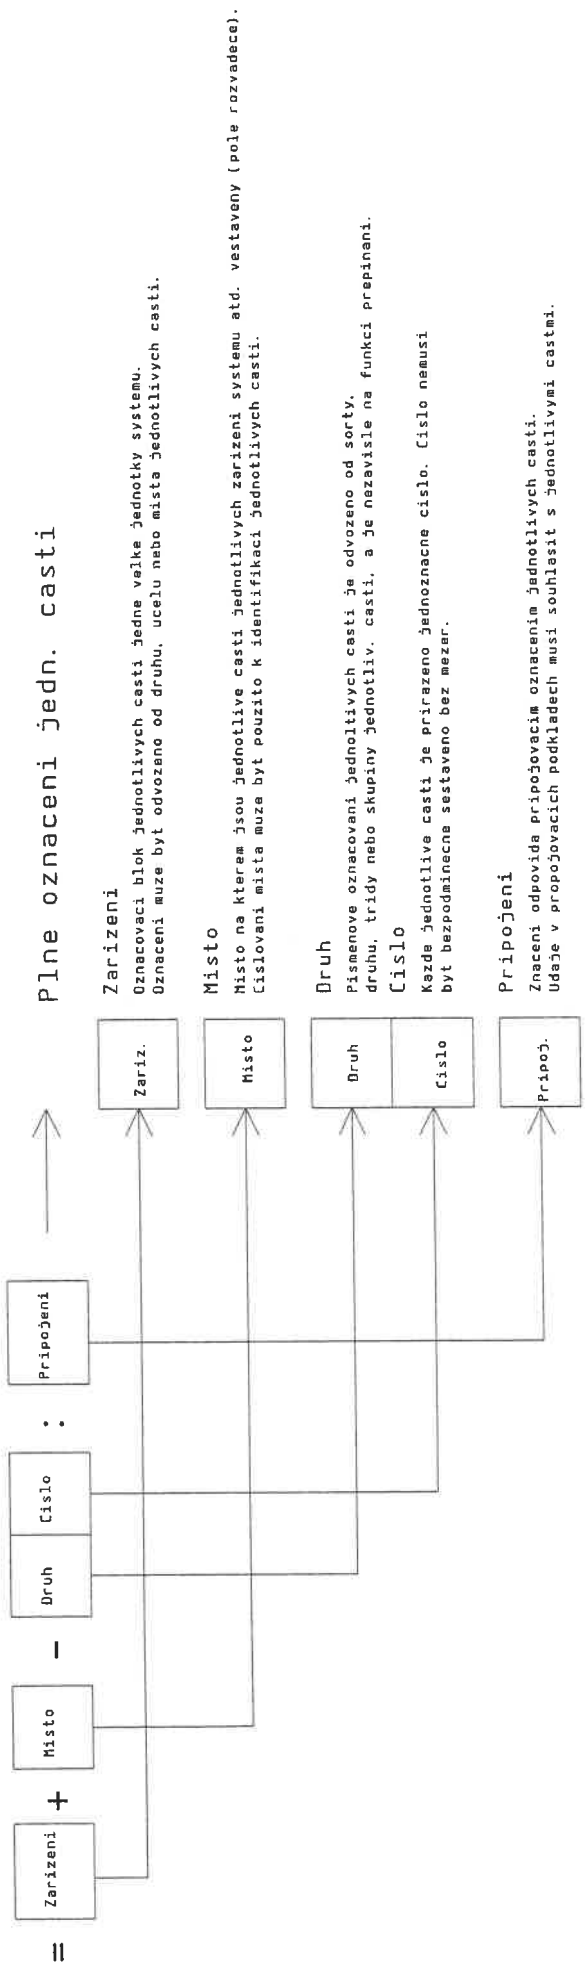 = Zarizeni + Misto - Druh Cislo : Pripojeni
Plne oznaceni jedn. casti
Zariz.
Zarizeni
Oznacovaci blok jednotlivych casti jedne velke jednotky systemu.
Oznaceni muze byt odvozeno od druhu, ucelu nebo mista jednotlivych casti.
Misto
Misto
Misto na kterem jsou jednotlive casti jednotlivych zarizeni systemu atd. vestaveny (pole rozvadece).
Cislovani mista muze byt pouzito k identifikaci jednotlivych casti.
Druh
Druh
Pismenove oznacovani jednoltivych casti je odvozeno od sorty,
druhu, tridy nebo skupiny jednotliv. casti, a je nezavisle na funkci prepinani.
Cislo
Cislo
Kazde jednotlive casti je prirazeno jednoznacne cislo. Cislo nemusi
byt bezpodminecne sestaveno bez mezer.
Pripoj.
Pripojeni
Znaceni odpovida pripojovacim oznacenim jednotlivych casti.
Udaje v propojovacich podkladech musi souhlasit s jednotlivymi castmi.